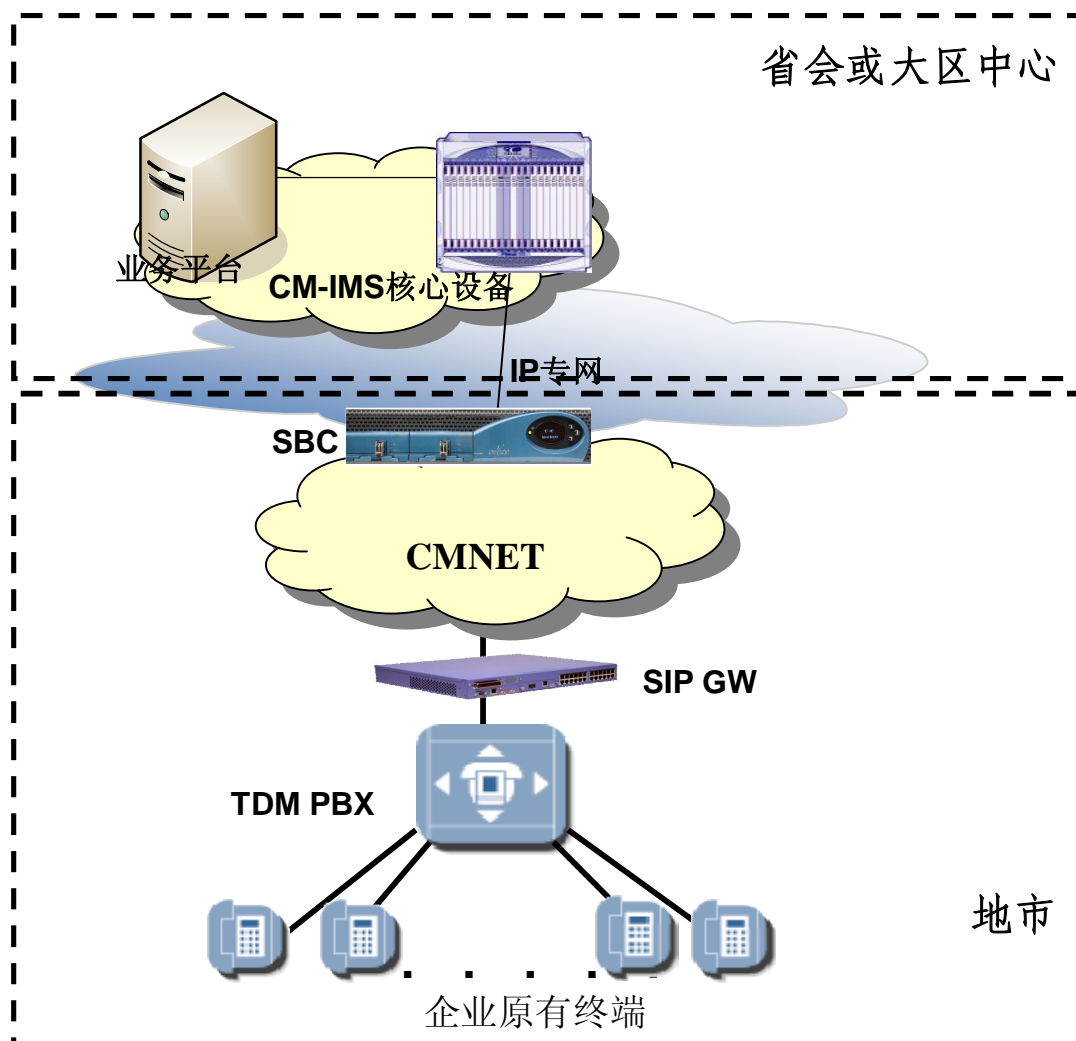 省会或大区中心
业务平台
CM-IMS核心设备
IP专网
SBC
CMNET
SIP GW
TDM PBX
地市
企业原有终端